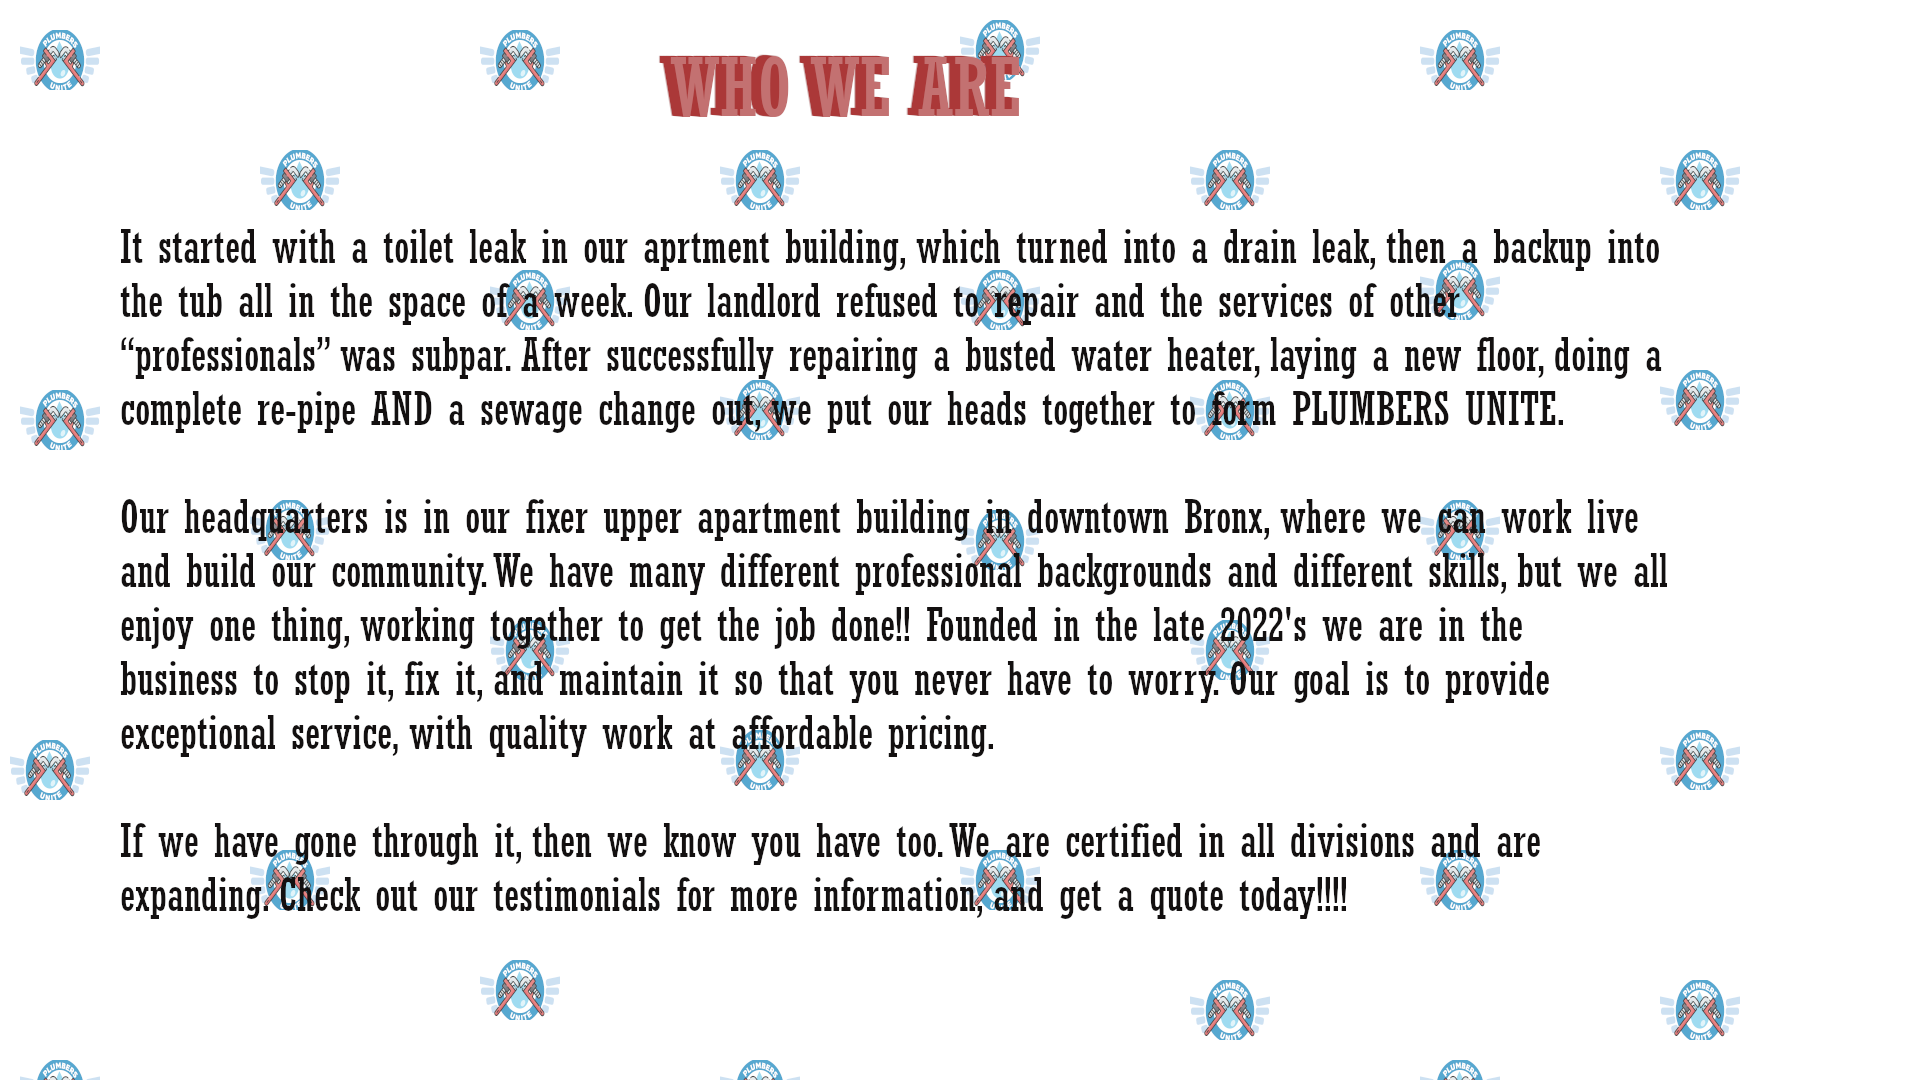 WHO WE ARE
It started with a toilet leak in our aprtment building, which turned into a drain leak, then a backup into
the tub all in the space of a week. Our landlord refused to repair and the services of other
“professionals” was subpar. After successfully repairing a busted water heater, laying a new floor, doing a
complete re-pipe AND a sewage change out, we put our heads together to form PLUMBERS UNITE.
Our headquarters is in our fixer upper apartment building in downtown Bronx, where we can work live
and build our community. We have many different professional backgrounds and different skills, but we all
enjoy one thing, working together to get the job done!! Founded in the late 2022's we are in the
business to stop it, fix it, and maintain it so that you never have to worry. Our goal is to provide
exceptional service, with quality work at affordable pricing.
If we have gone through it, then we know you have too. We are certified in all divisions and are
expanding. Check out our testimonials for more information, and get a quote today!!!!
PLUMBERS
UNITE